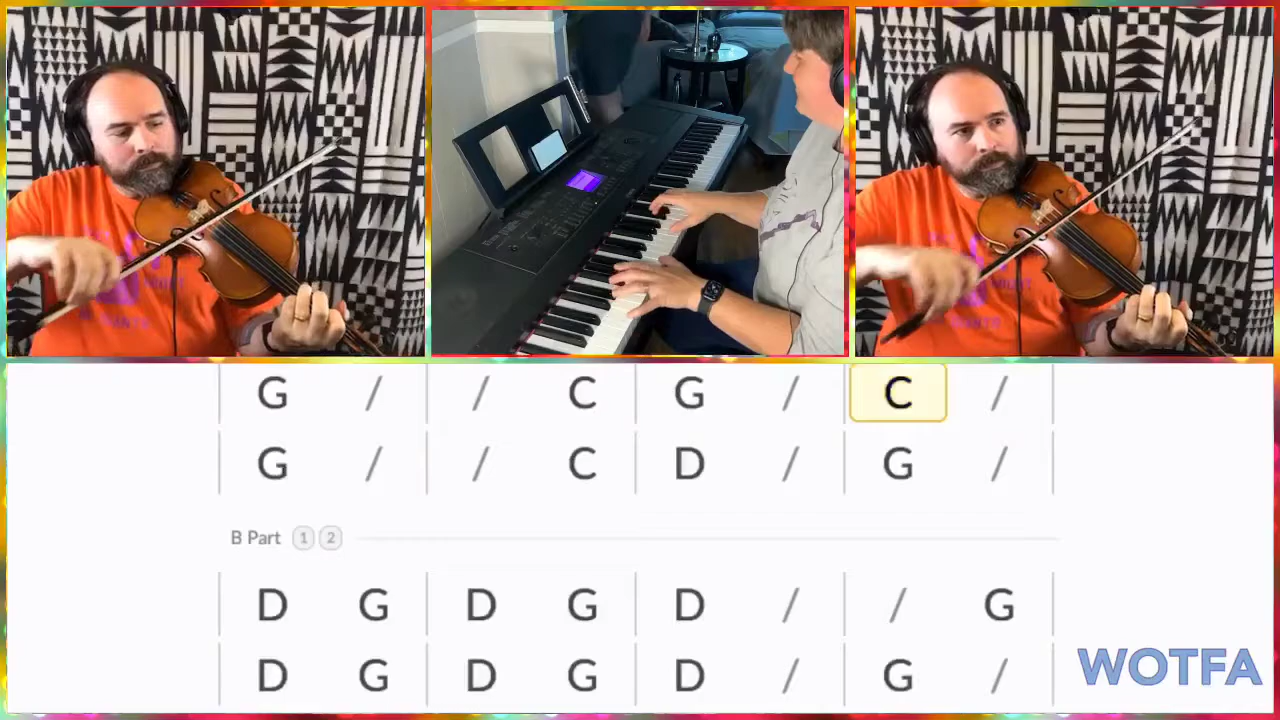 G / / C G / C /
G / / C D / G /
B Part 1 2
D G D G D / / G
D G D G D / G /
WOTFA